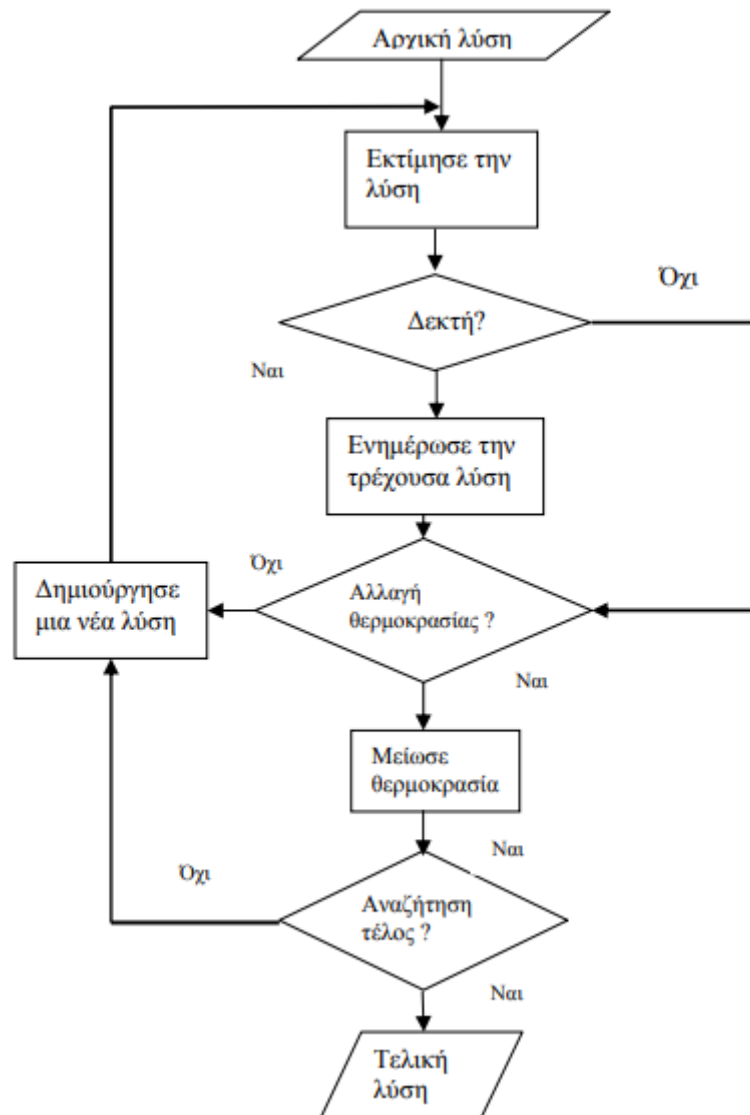 Αρχική λύση
Εκτίμησε την
λύση
Όχι
Δεκτή?
Ναι
Ενημέρωσε την
τρέχουσα λύση
Όχι
Δημιούργησε
μια νέα λύση
Αλλαγή
θερμοκρασίας ?
Ναι
Μείωσε
θερμοκρασία
Ναι
Όχι
Αναζήτηση
τέλος ?
Ναι
Τελική
λύση